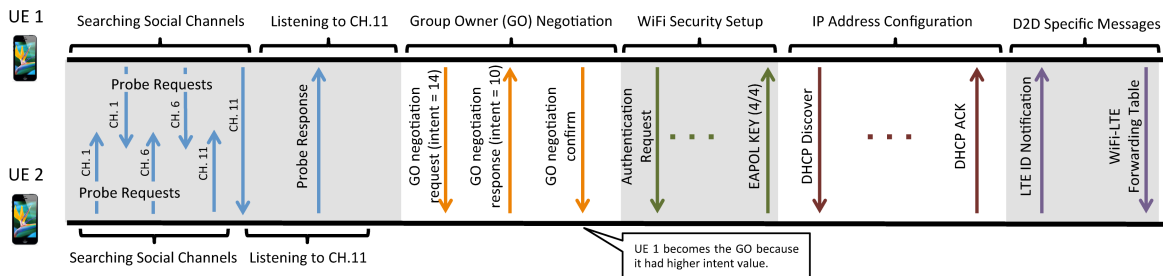 UE 1
Searching Social Channels
Listening to CH.11
Group Owner (GO) Negotiation
WiFi Security Setup
IP Address Configuration
D2D Specific Messages
Probe Requests
CH. 1
CH. 1
CH. 6
CH. 6
CH. 11
CH. 11
Probe Requests
Probe Response
GO negotiation
request (intent = 14)
GO negotiation
response (intent = 10)
GO negotiation
confirm
Authentication
Request
EAPOL KEY (4/4)
DHCP Discover
DHCP ACK
LTE ID Notification
WiFi-LTE
Forwarding Table
UE 2
Searching Social Channels
Listening to CH.11
UE 1 becomes the GO because
it had higher intent value.